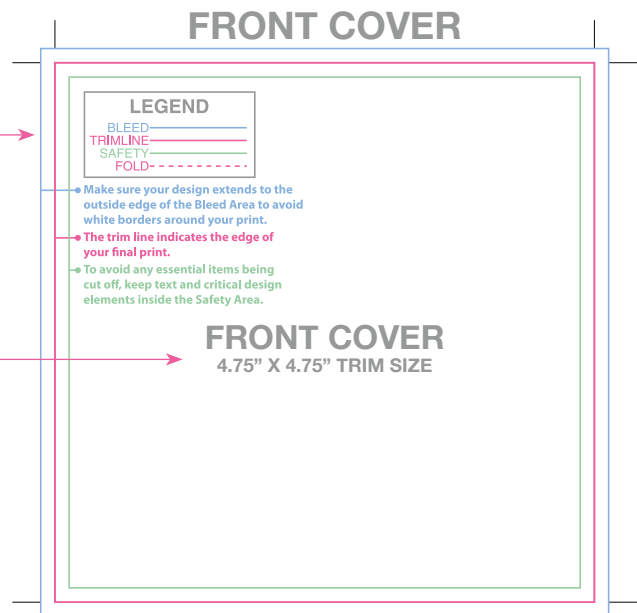 FRONT COVER
LEGEND
BLEED
TRIMLINE
SAFETY
FOLD
Make sure your design extends to the
outside edge of the Bleed Area to avoid
white borders around your print.
The trim line indicates the edge of
your final print.
To avoid any essential items being
cut off, keep text and critical design
elements inside the Safety Area.
FRONT COVER
4.75” X 4.75” TRIM SIZE